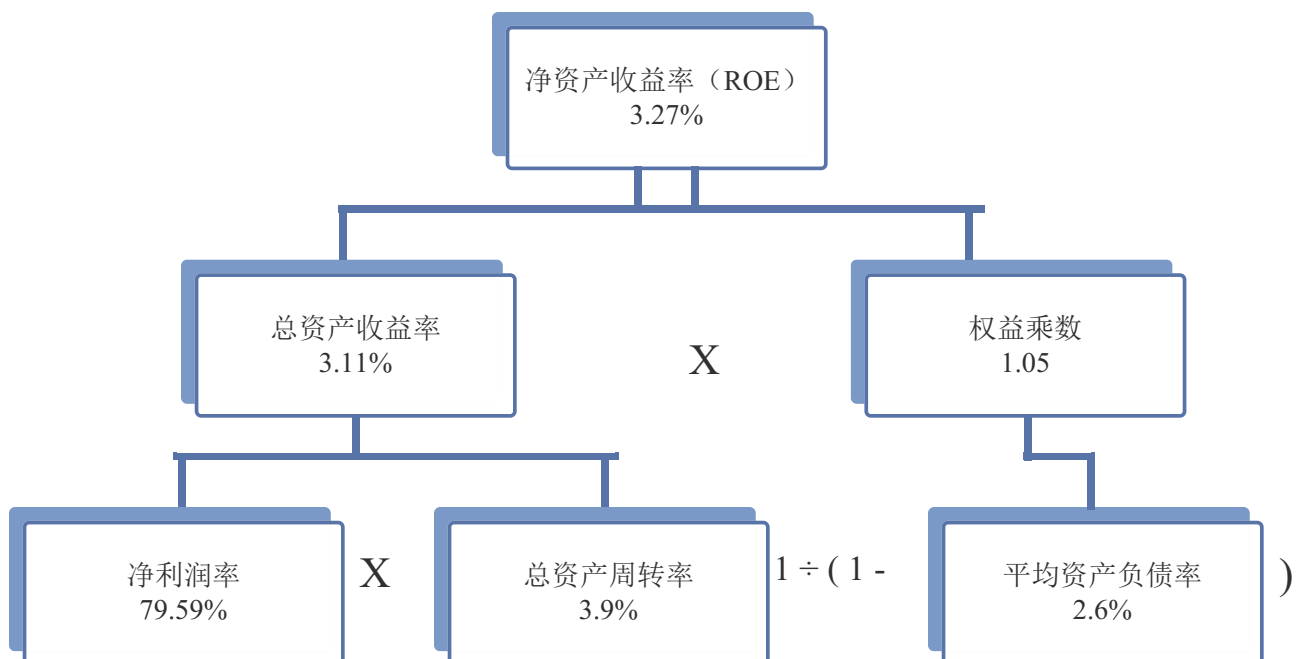 净资产收益率（ROE）
3.27%
总资产收益率
3.11%
X
权益乘数
1.05
净利润率
79.59%
X
总资产周转率
3.9%
1 ÷ ( 1 -
平均资产负债率
2.6%
)